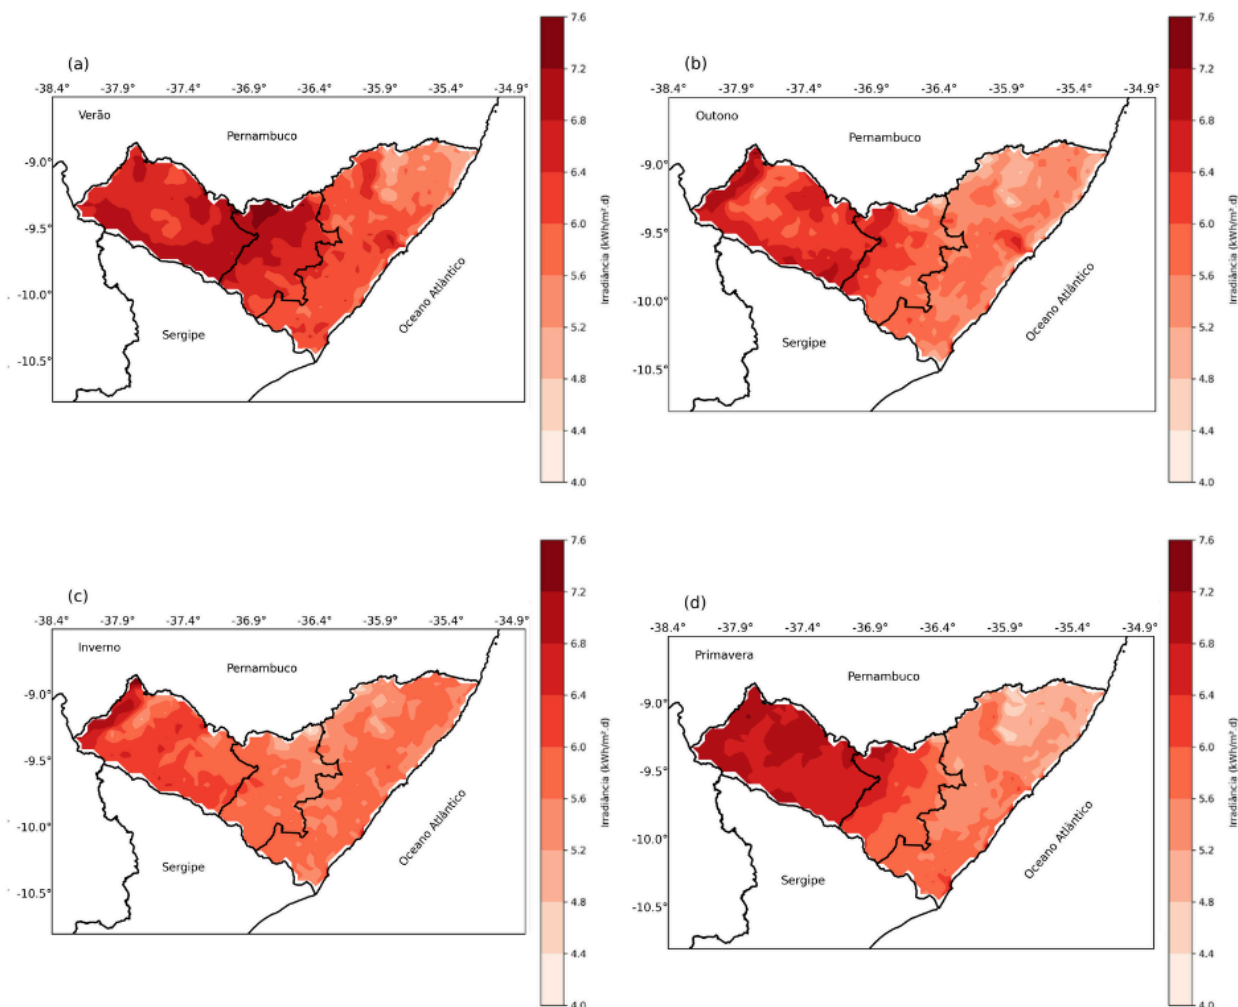 (a)
-38.4° -37.9° -37.4° -36.9° -36.4° -35.9° -35.4° -34.9°
Verão
Pernambuco
-9.0°
-9.5°
-10.0°
-10.5°
Sergipe
Oceano Atlântico
7.6
7.2
6.8
6.4
6.0
5.6
5.2
4.8
4.4
4.0
Irradiância (kWh/m².d)
(b)
-38.4° -37.9° -37.4° -36.9° -36.4° -35.9° -35.4° -34.9°
Outono
Pernambuco
-9.0°
-9.5°
-10.0°
-10.5°
Sergipe
Oceano Atlântico
7.6
7.2
6.8
6.4
6.0
5.6
5.2
4.8
4.4
4.0
Irradiância (kWh/m².d)
(c)
-38.4° -37.9° -37.4° -36.9° -36.4° -35.9° -35.4° -34.9°
Inverno
Pernambuco
-9.0°
-9.5°
-10.0°
-10.5°
Sergipe
Oceano Atlântico
7.6
7.2
6.8
6.4
6.0
5.6
5.2
4.8
4.4
4.0
Irradiância (kWh/m².d)
(d)
-38.4° -37.9° -37.4° -36.9° -36.4° -35.9° -35.4° -34.9°
Primavera
Pernambuco
-9.0°
-9.5°
-10.0°
-10.5°
Sergipe
Oceano Atlântico
7.6
7.2
6.8
6.4
6.0
5.6
5.2
4.8
4.4
4.0
Irradiância (kWh/m².d)